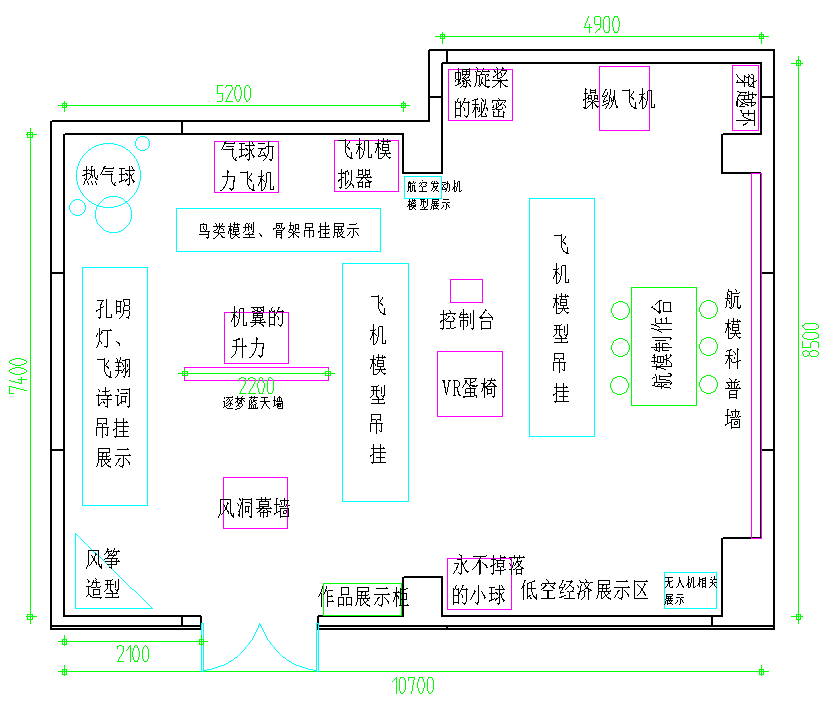 4900
5200
螺旋桨
的秘密
操纵飞机
穿越环
热气球
气球动
力飞机
飞机模
拟器
航空发动机
模型展示
鸟类模型、骨架吊挂展示
孔明
灯、
飞翔
诗词
吊挂
展示
机翼的
升力
2200
逐梦蓝天墙
飞机模型吊挂
控制台
VR蛋椅
飞机模型吊挂
航模制作台
航模科普墙
7400
8500
风洞幕墙
风筝
造型
作品展示柜
永不掉落
的小球
低空经济展示区
无人机相关
展示
2100
10700